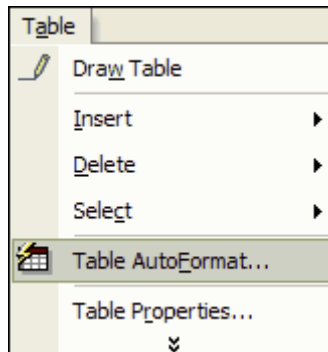 Table
Draw Table
Insert
Delete
Select
Table AutoFormat...
Table Properties...